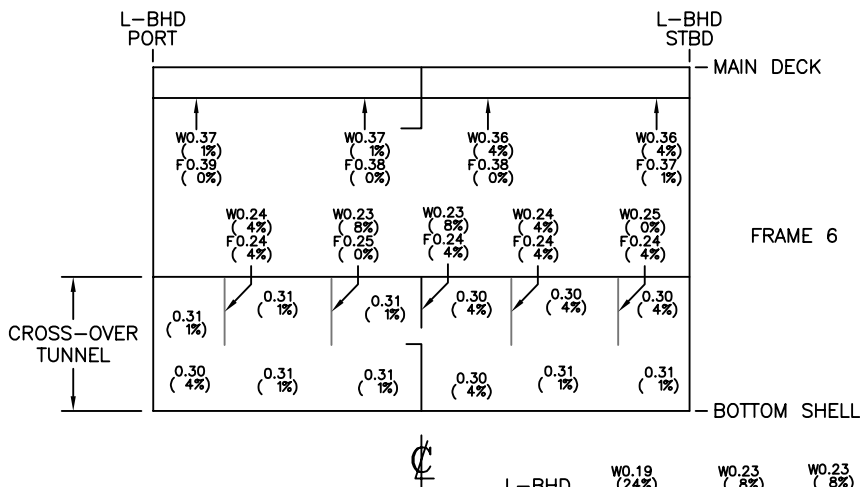 L-BHD
PORT
L-BHD
STBD
MAIN DECK
W0.37
( 1%)
F0.39
( 0%)
W0.37
( 1%)
F0.38
( 0%)
W0.36
( 4%)
F0.38
( 0%)
W0.36
( 4%)
F0.37
( 1%)
W0.24
( 4%)
F0.24
( 4%)
W0.23
( 8%)
F0.25
( 0%)
W0.23
( 8%)
F0.24
( 4%)
W0.24
( 4%)
F0.24
( 4%)
W0.25
( 0%)
F0.24
( 4%)
FRAME 6
CROSS-OVER
TUNNEL
0.31
( 1%)
0.31
( 1%)
0.31
( 1%)
0.30
( 4%)
0.30
( 4%)
0.30
( 4%)
0.30
( 4%)
0.31
( 1%)
0.31
( 1%)
0.30
( 4%)
0.31
( 1%)
0.31
( 1%)
BOTTOM SHELL
L-BHD
W0.19
(24%)
W0.23
( 8%)
W0.23
( 8%)